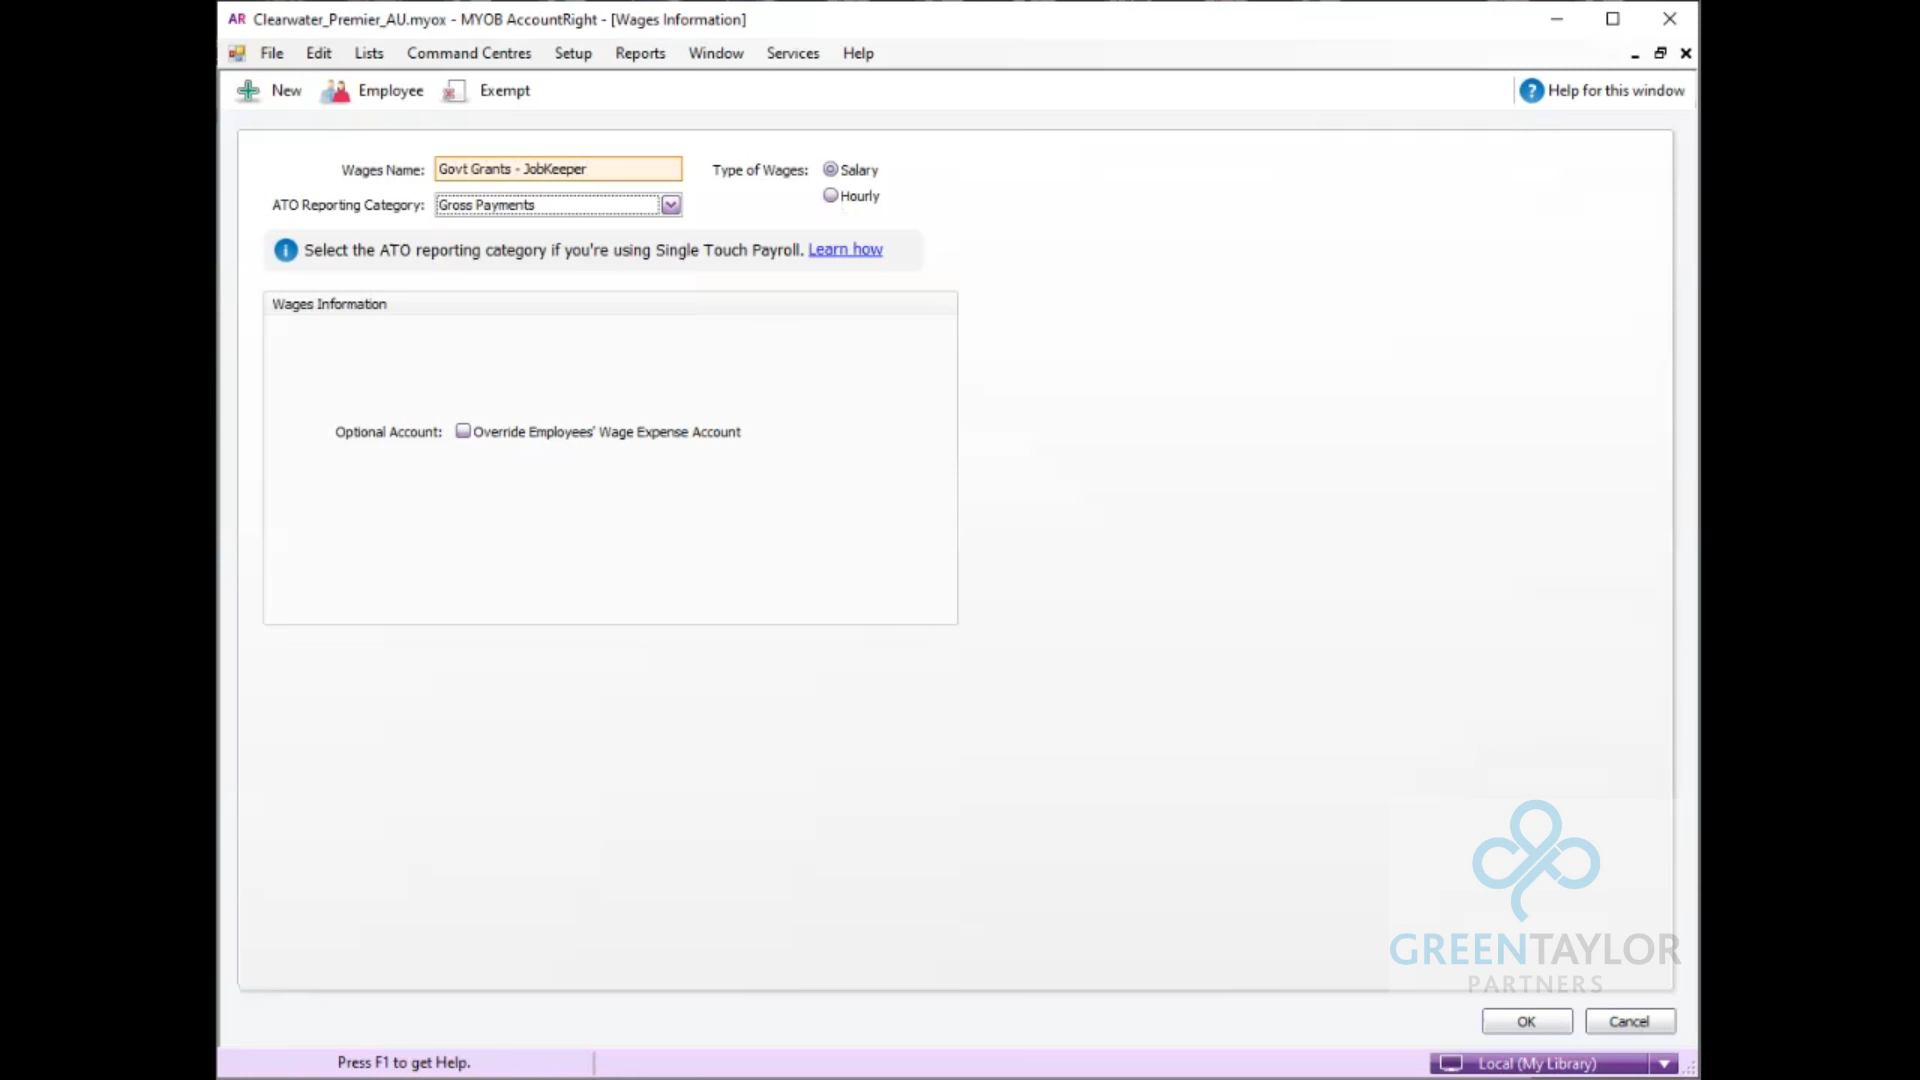 AR Clearwater_Premier_AU.myox - MYOB AccountRight - [Wages Information]
File Edit Lists Command Centres Setup Reports Window Services Help
New Employee Exempt ? Help for this window
Wages Name: Govt Grants - JobKeeper Type of Wages: Salary
Hourly
ATO Reporting Category: Gross Payments
i Select the ATO reporting category if you're using Single Touch Payroll. Learn how
Wages Information
Optional Account: Override Employees' Wage Expense Account
GREENTAYLOR
PARTNERS
OK Cancel
Press F1 to get Help. Local (My Library)